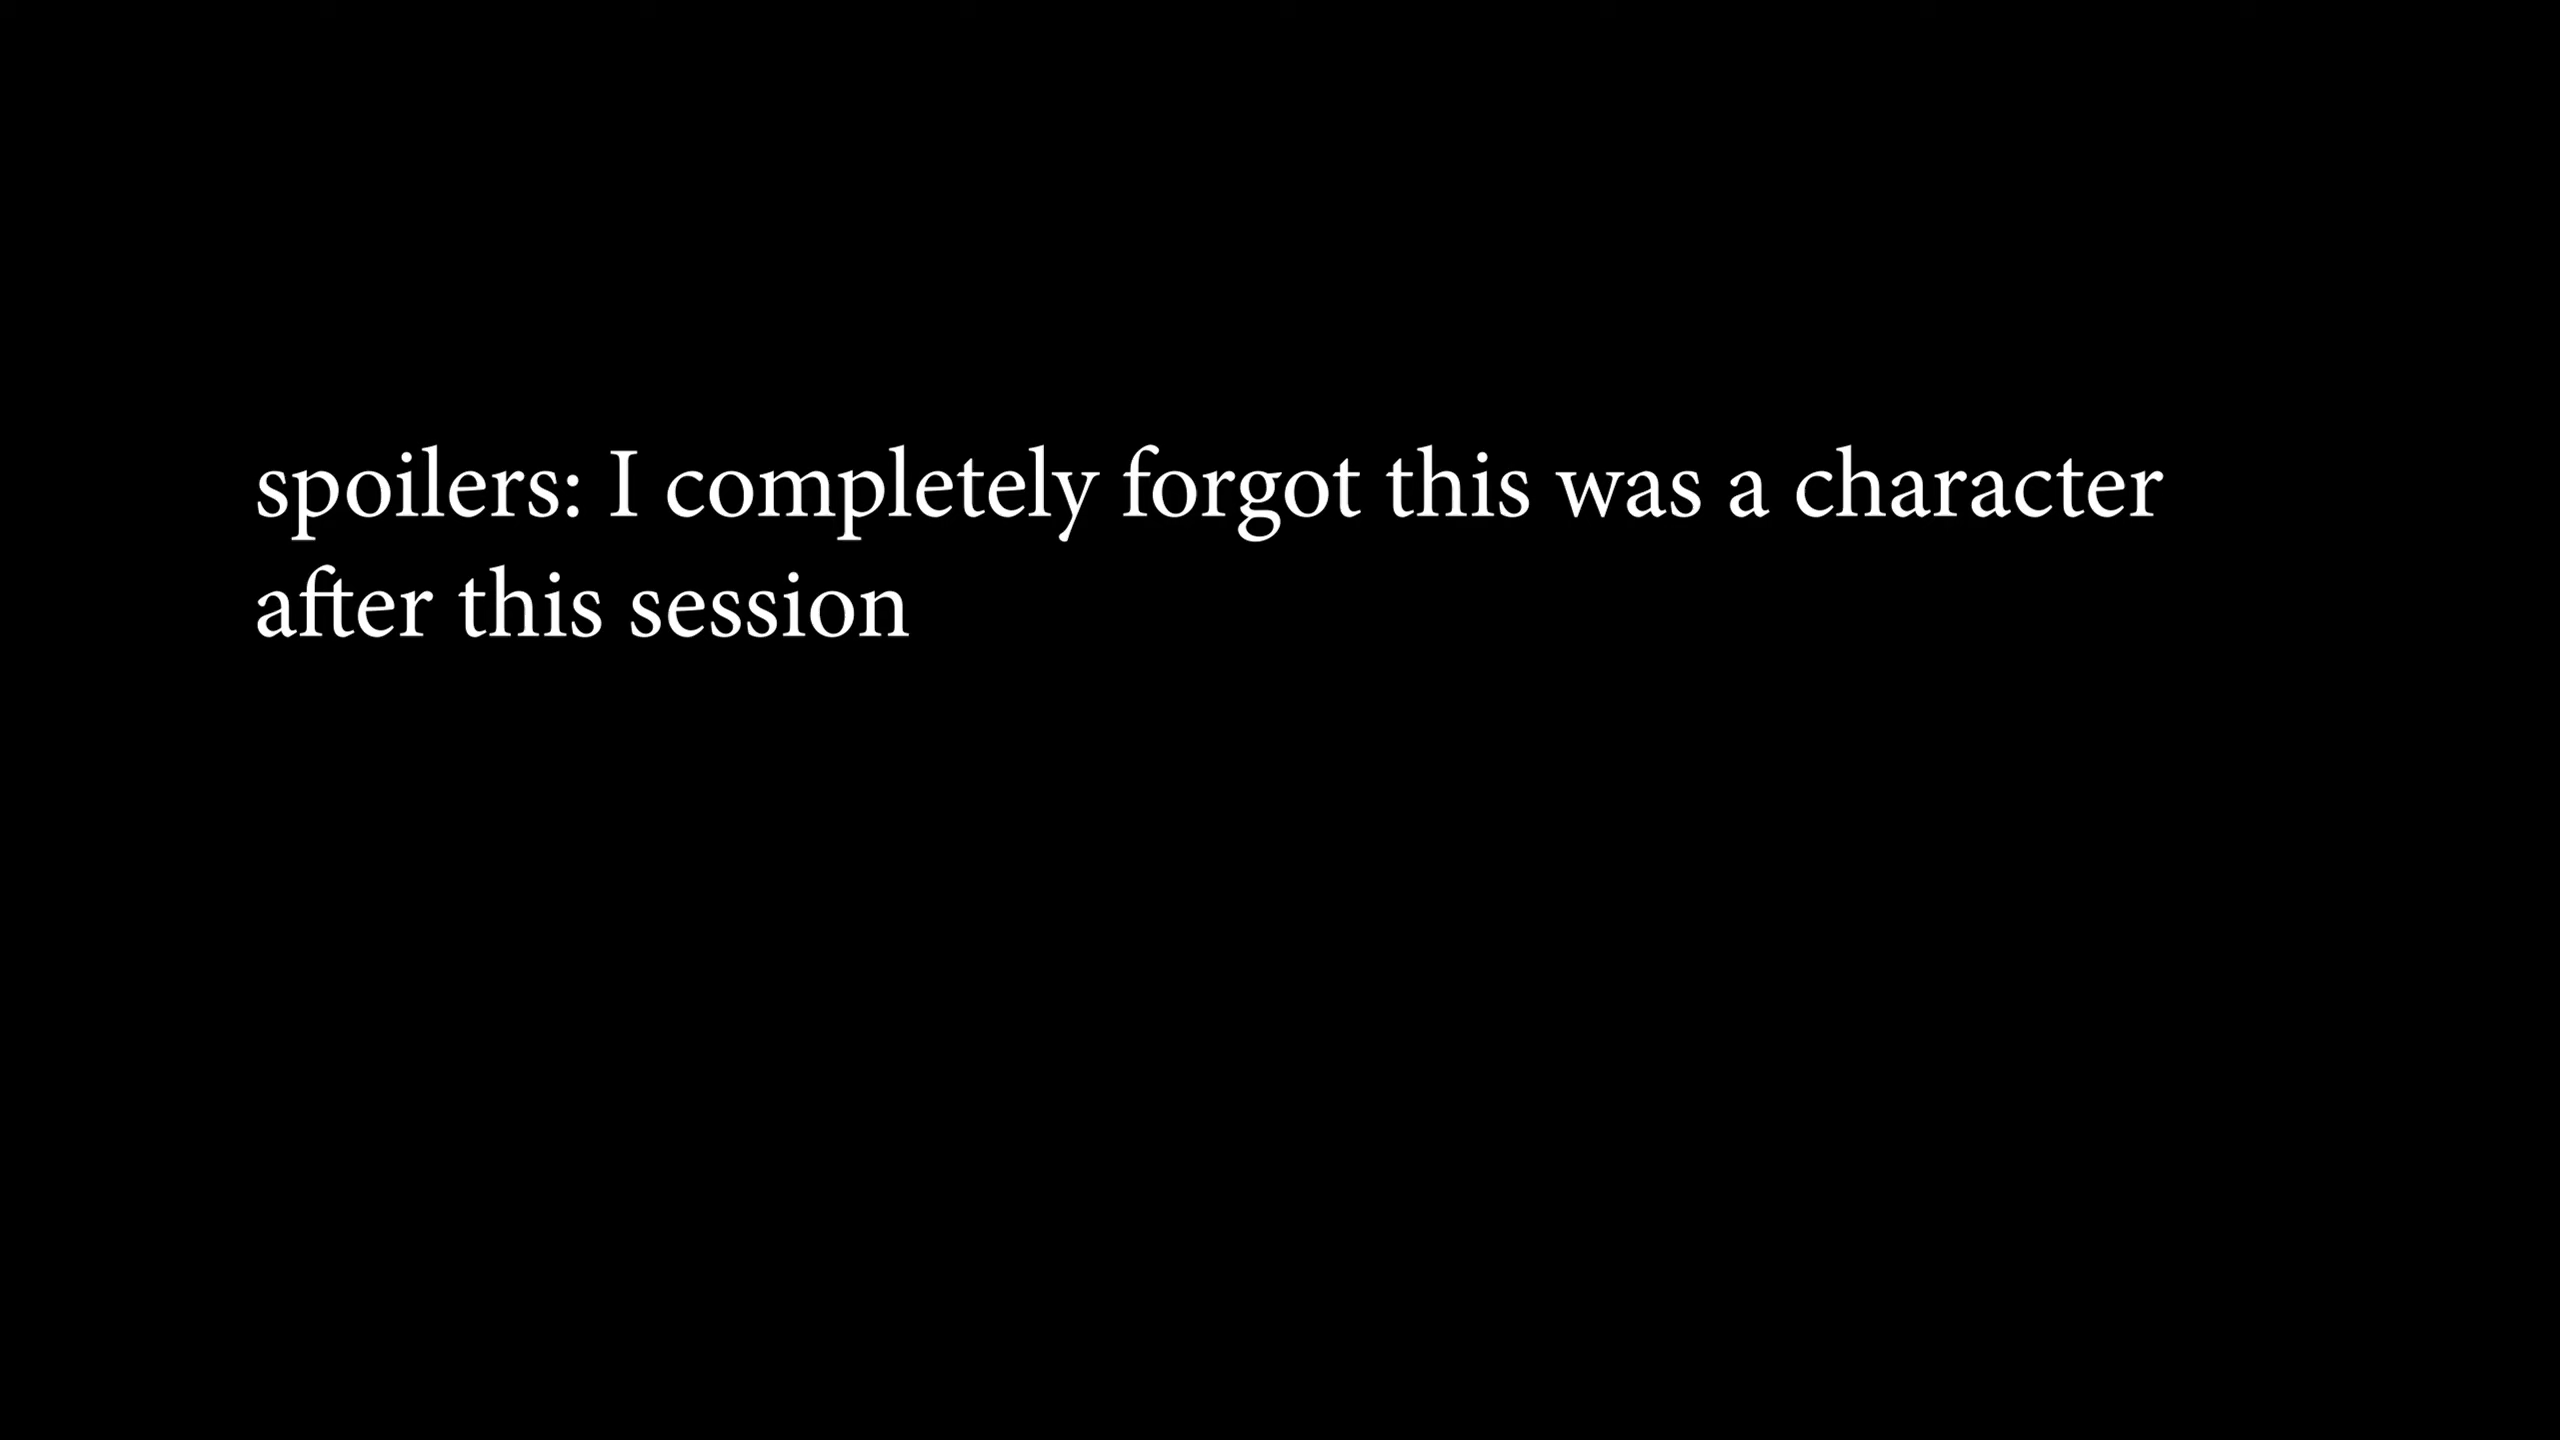 spoilers: I completely forgot this was a character
after this session